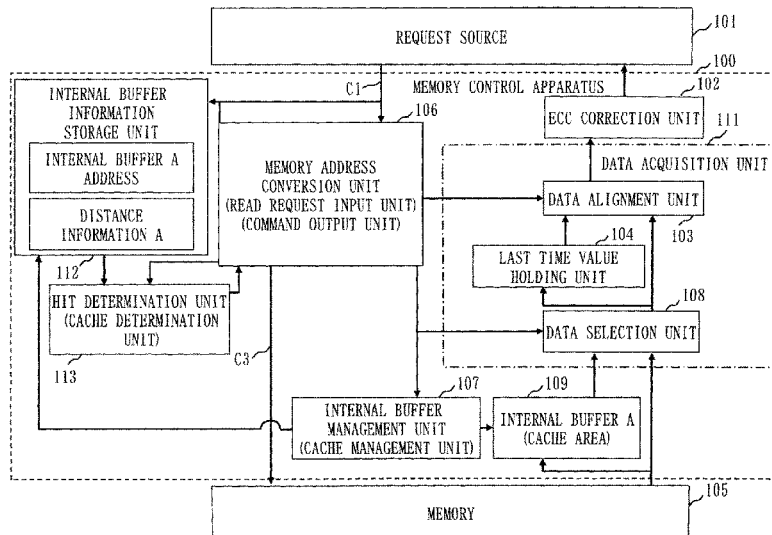 101
REQUEST SOURCE
100
C1
MEMORY CONTROL APPARATUS
102
INTERNAL BUFFER
INFORMATION
STORAGE UNIT
106
ECC CORRECTION UNIT
111
INTERNAL BUFFER A
ADDRESS
MEMORY ADDRESS
CONVERSION UNIT
(READ REQUEST INPUT UNIT)
(COMMAND OUTPUT UNIT)
DATA ACQUISITION UNIT
DATA ALIGNMENT UNIT
103
DISTANCE
INFORMATION A
104
LAST TIME VALUE
HOLDING UNIT
112
HIT DETERMINATION UNIT
(CACHE DETERMINATION
UNIT)
113
108
DATA SELECTION UNIT
C3
107
109
INTERNAL BUFFER
MANAGEMENT UNIT
(CACHE MANAGEMENT UNIT)
INTERNAL BUFFER A
(CACHE AREA)
105
MEMORY